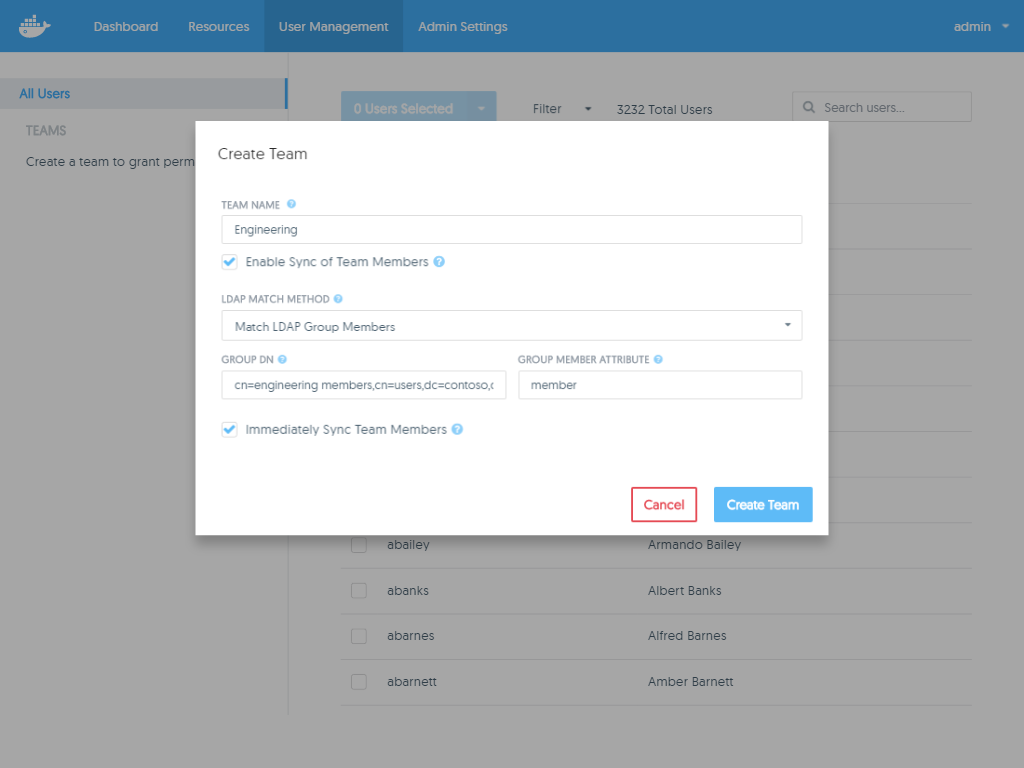 Dashboard Resources User Management Admin Settings admin
All Users
TEAMS
Create a team to grant perm
0 Users Selected Filter 3232 Total Users Search users...
Create Team
TEAM NAME ?
Engineering
Enable Sync of Team Members ?
LDAP MATCH METHOD ?
Match LDAP Group Members
GROUP DN ? GROUP MEMBER ATTRIBUTE ?
cn=engineering members,cn=users,dc=contoso, member
Immediately Sync Team Members ?
Cancel Create Team
abailey Armando Bailey
abanks Albert Banks
abarnes Alfred Barnes
abarnett Amber Barnett